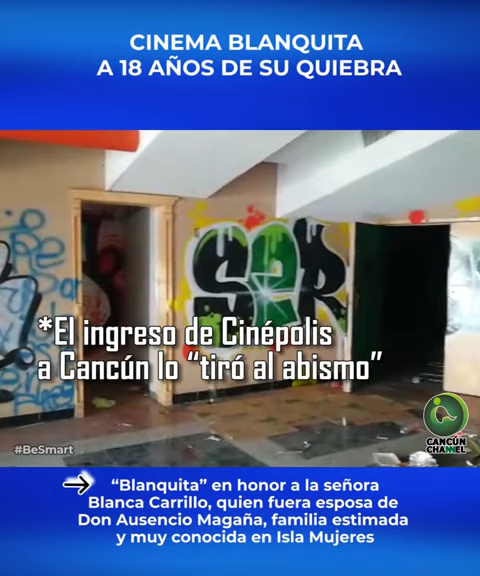 CINEMA BLANQUITA
A 18 AÑOS DE SU QUIEBRA
SeR
*El ingreso de Cinépolis
a Cancún lo “tiró al abismo”
#BeSmart
CANCÚN
CHANNEL
“Blanquita” en honor a la señora
Blanca Carrillo, quien fuera esposa de
Don Ausencio Magaña, familia estimada
y muy conocida en Isla Mujeres